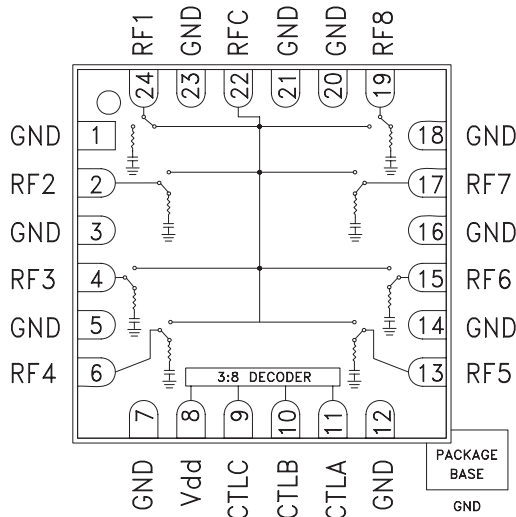 RF1
GND
RFC
GND
GND
RF8
24
23
22
21
20
19
GND 1
18 GND
RF2 2
17 RF7
GND 3
16 GND
RF3 4
15 RF6
GND 5
14 GND
RF4 6
13 RF5
3:8 DECODER
7
8
9
10
11
12
GND
Vdd
CTLC
CTLB
CTLA
GND
PACKAGE
BASE
GND